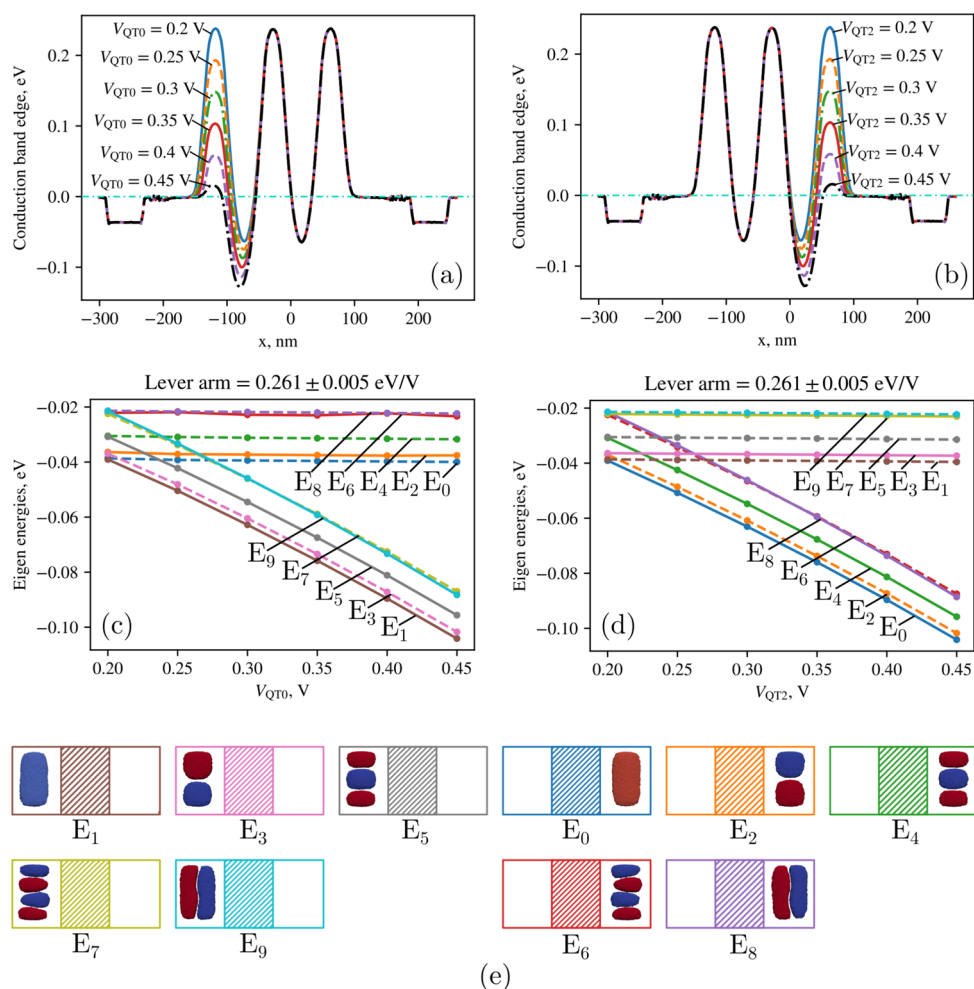 V_QT0 = 0.2 V
V_QT0 = 0.25 V
V_QT0 = 0.3 V
V_QT0 = 0.35 V
V_QT0 = 0.4 V
V_QT0 = 0.45 V
Conduction band edge, eV
0.2
0.1
0.0
−0.1
(a)
−300 −200 −100 0 100 200
x, nm
V_QT2 = 0.2 V
V_QT2 = 0.25 V
V_QT2 = 0.3 V
V_QT2 = 0.35 V
V_QT2 = 0.4 V
V_QT2 = 0.45 V
Conduction band edge, eV
0.2
0.1
0.0
−0.1
(b)
−300 −200 −100 0 100 200
x, nm
Lever arm = 0.261 ± 0.005 eV/V
Eigen energies, eV
−0.02
−0.04
−0.06
−0.08
−0.10
E₈ E₆ E₄ E₂ E₀
E₉
E₇
E₅
E₃
E₁
(c)
0.20 0.25 0.30 0.35 0.40 0.45
V_QT0, V
Lever arm = 0.261 ± 0.005 eV/V
Eigen energies, eV
−0.02
−0.04
−0.06
−0.08
−0.10
E₉ E₇ E₅ E₃ E₁
E₈
E₆
E₄
E₂
E₀
(d)
0.20 0.25 0.30 0.35 0.40 0.45
V_QT2, V
E₁ E₃ E₅ E₀ E₂ E₄
E₇ E₉ E₆ E₈
(e)